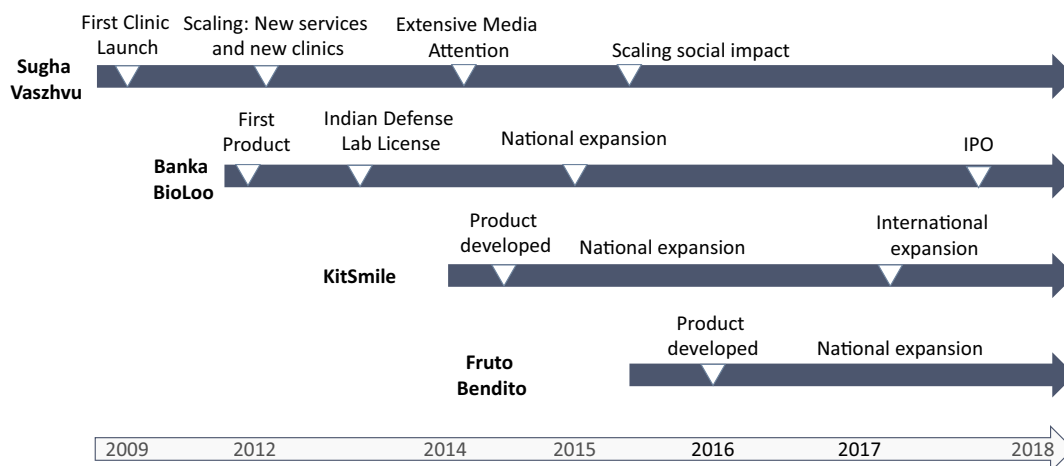 First Clinic
Launch
Scaling: New services
and new clinics
Extensive Media
Attention
Scaling social impact
Sugha
Vaszhvu
First
Product
Indian Defense
Lab License
National expansion
IPO
Banka
BioLoo
Product
developed
National expansion
International
expansion
KitSmile
Product
developed
National expansion
Fruto
Bendito
2009 2012 2014 2015 2016 2017 2018